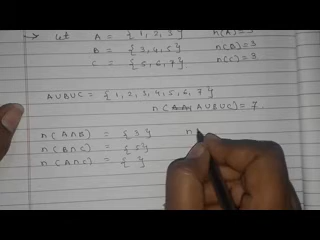 → Let A = { 1, 2, 3 } n(A) = 3
B = { 3, 4, 5 } n(B) = 3
C = { 5, 6, 7 } n(C) = 3
AUBUC = { 1, 2, 3, 4, 5, 6, 7 }
n( AUBUC) = 7
n(A∩B) = { 3 } n
n(B∩C) = { 5 }
n(A∩C) = { }